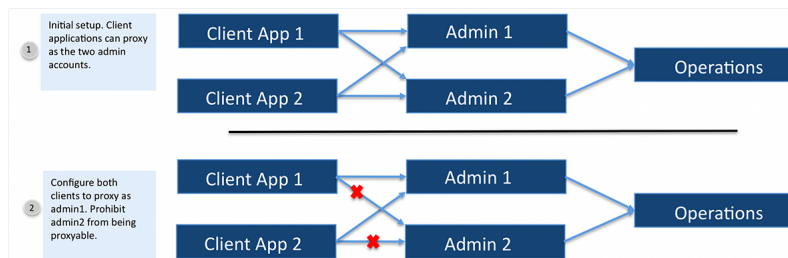 1
Initial setup. Client
applications can proxy
as the two admin
accounts.
Client App 1
Admin 1
Client App 2
Admin 2
Operations
2
Configure both
clients to proxy as
admin1. Prohibit
admin2 from being
proxyable.
Client App 1
Admin 1
Client App 2
Admin 2
Operations